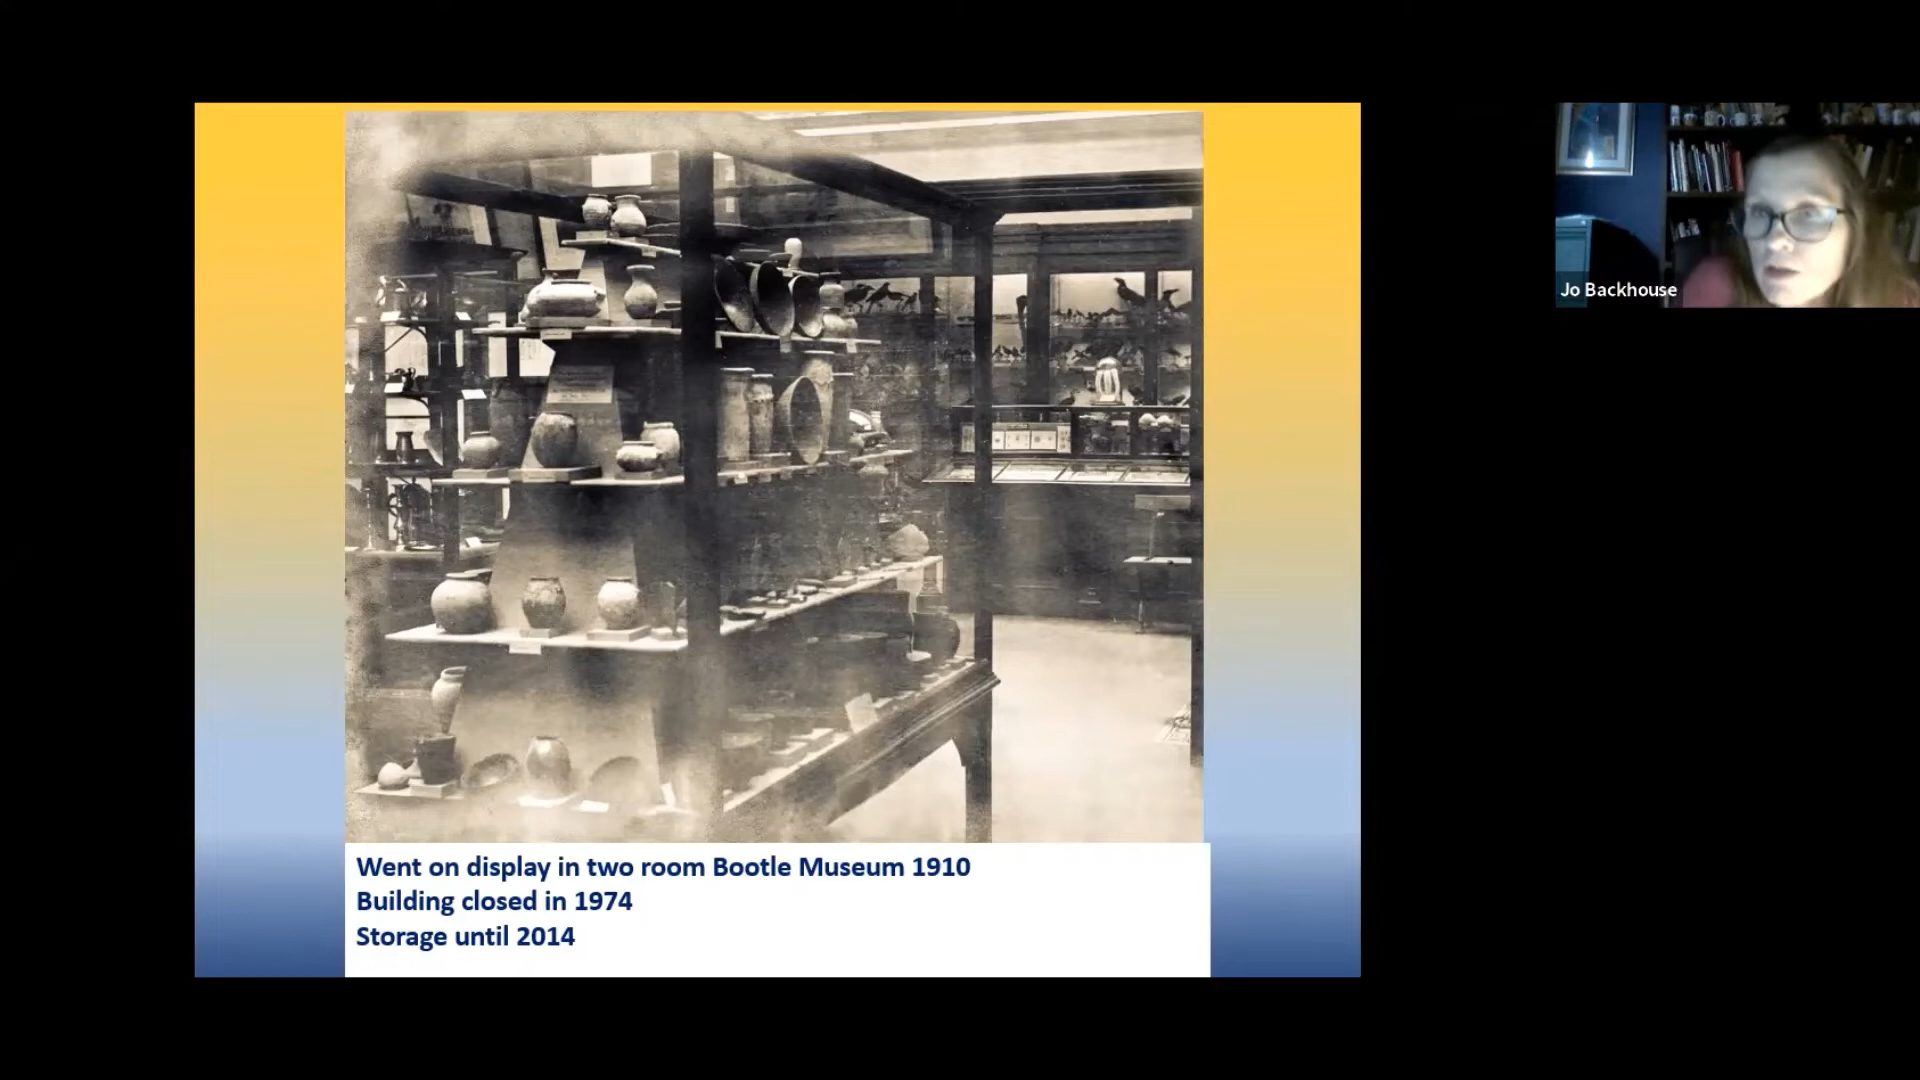 Went on display in two room Bootle Museum 1910
Building closed in 1974
Storage until 2014
Jo Backhouse